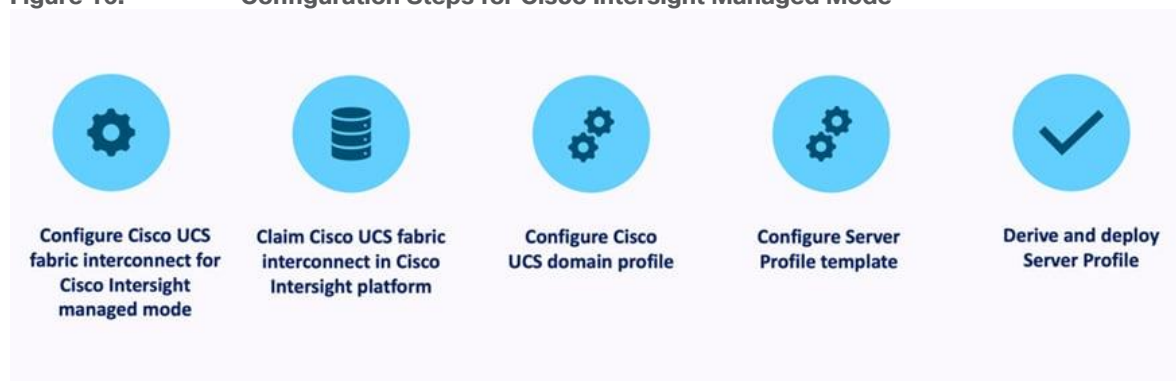 Figure 10. Configuration Steps for Cisco Intersight Managed Mode
Configure Cisco UCS
fabric interconnect for
Cisco Intersight
managed mode
Claim Cisco UCS fabric
interconnect in Cisco
Intersight platform
Configure Cisco
UCS domain profile
Configure Server
Profile template
Derive and deploy
Server Profile